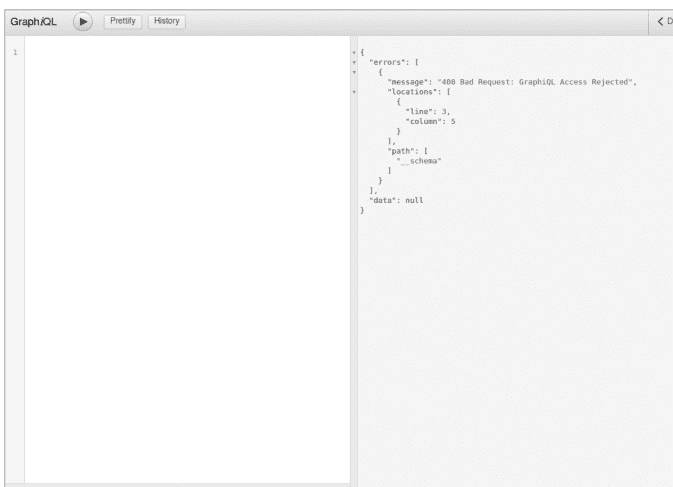 GraphiQL Prettify History < D
1
{
"errors": [
{
"message": "400 Bad Request: GraphiQL Access Rejected",
"locations": [
{
"line": 3,
"column": 5
}
],
"path": [
"__schema"
]
}
],
"data": null
}